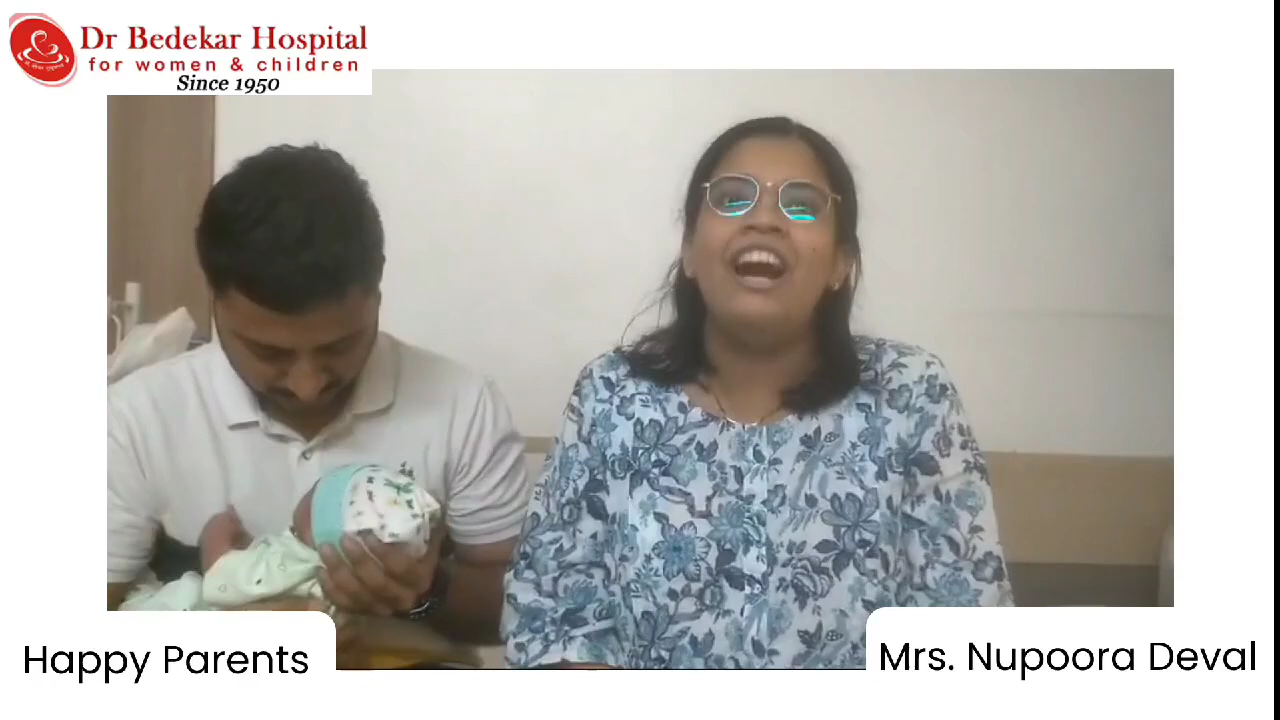 Dr Bedekar Hospital
for women & children
Since 1950
Happy Parents
Mrs. Nupoora Deval